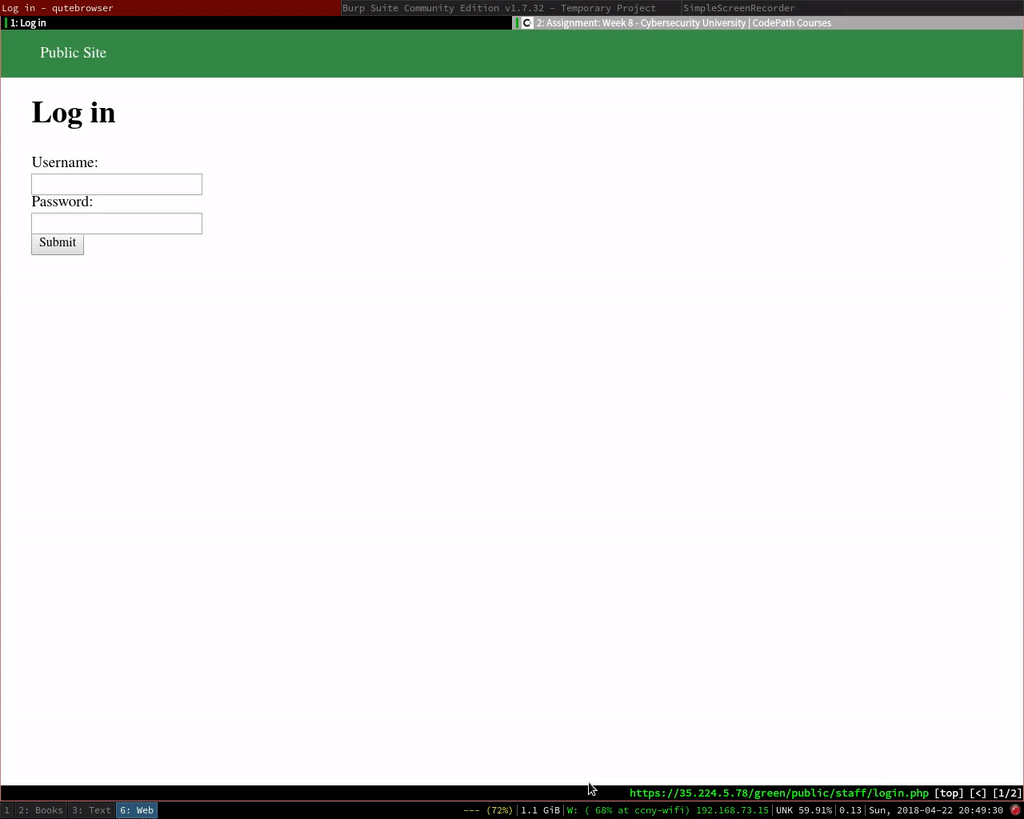 Log in - qutebrowser
Burp Suite Community Edition v1.7.32 - Temporary Project
SimpleScreenRecorder
1: Log in
C 2: Assignment: Week 8 - Cybersecurity University | CodePath Courses
Public Site
Log in
Username:
Password:
Submit
https://35.224.5.78/green/public/staff/login.php [top] [<] [1/2]
1 2: Books 3: Text 6: Web
--- (72%) | 1.1 GiB | W: ( 68% at ccny-wifi) 192.168.73.15 | UNK 59.91% | 0.13 | Sun, 2018-04-22 20:49:30